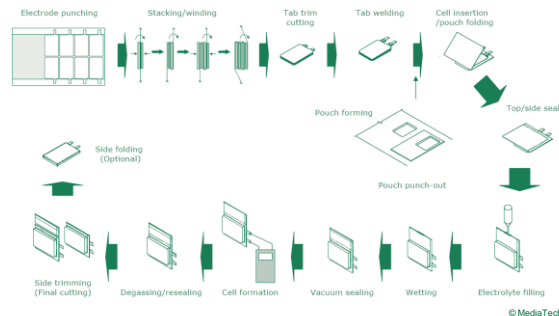 Electrode punching
Stacking/winding
Tab trim
cutting
Tab welding
Cell insertion
/pouch folding
Pouch forming
Top/side seal
Side folding
(Optional)
Pouch punch-out
Side trimming
(Final cutting)
Degassing/resealing
Cell formation
Vacuum sealing
Wetting
Electrolyte filling
© MediaTech